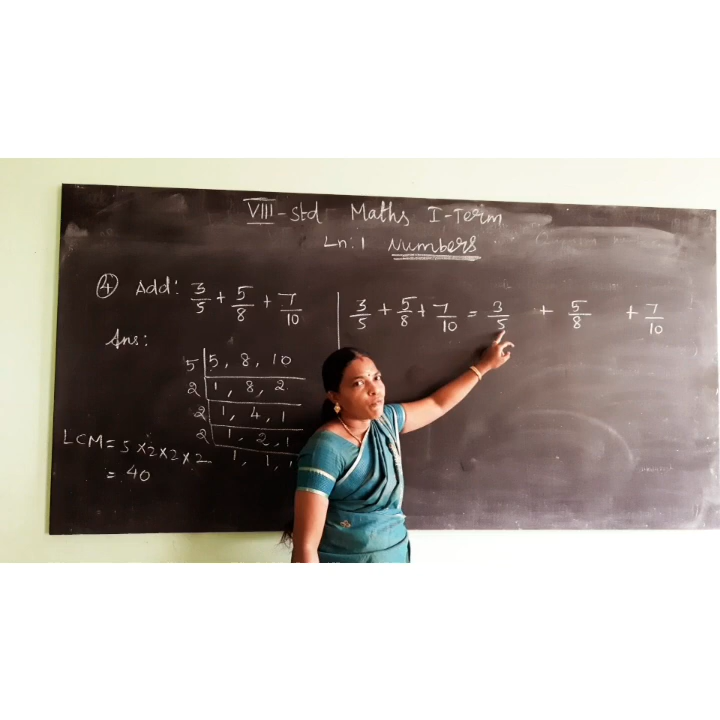 VIII - Std Maths I - Term
Ln: 1 Numbers
④ Add: 3/5 + 5/8 + 7/10
Ans:
5 | 5, 8, 10
2 | 1, 8, 2
2 | 1, 4, 1
2 | 1, 2, 1
1, 1, 1
LCM = 5 × 2 × 2 × 2
= 40
3/5 + 5/8 + 7/10 = 3/5 + 5/8 + 7/10